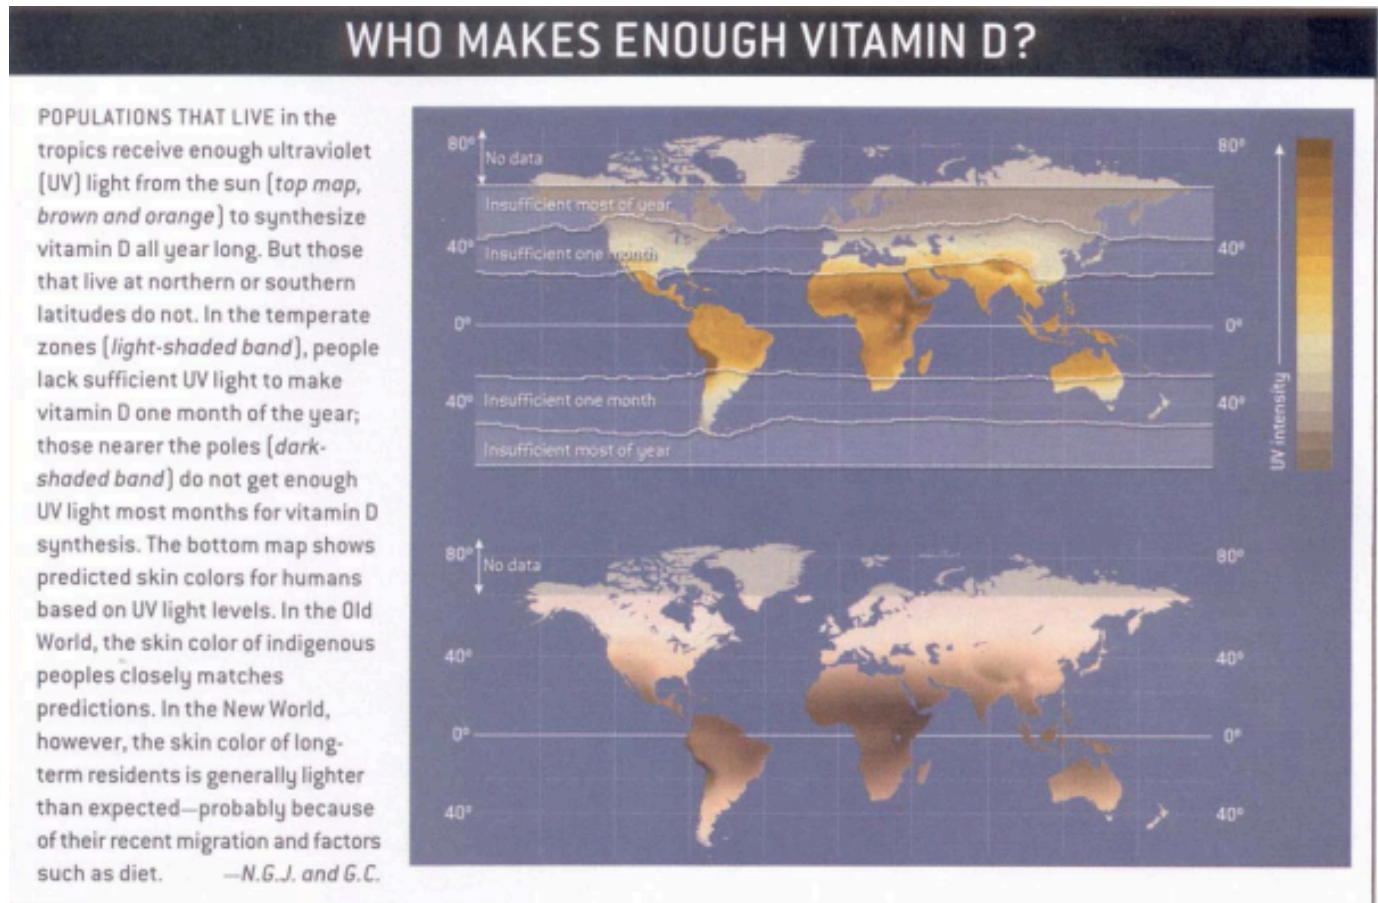 WHO MAKES ENOUGH VITAMIN D?
POPULATIONS THAT LIVE in the
tropics receive enough ultraviolet
(UV) light from the sun (top map,
brown and orange) to synthesize
vitamin D all year long. But those
that live at northern or southern
latitudes do not. In the temperate
zones (light-shaded band), people
lack sufficient UV light to make
vitamin D one month of the year;
those nearer the poles (dark-
shaded band) do not get enough
UV light most months for vitamin D
synthesis. The bottom map shows
predicted skin colors for humans
based on UV light levels. In the Old
World, the skin color of indigenous
peoples closely matches
predictions. In the New World,
however, the skin color of long-
term residents is generally lighter
than expected—probably because
of their recent migration and factors
such as diet. —N.G.J. and G.C.
80° No data 80°
Insufficient most of year
40° 40°
Insufficient one month
0° 0°
40° Insufficient one month 40°
Insufficient most of year
UV intensity
80° No data 80°
40° 40°
0° 0°
40° 40°